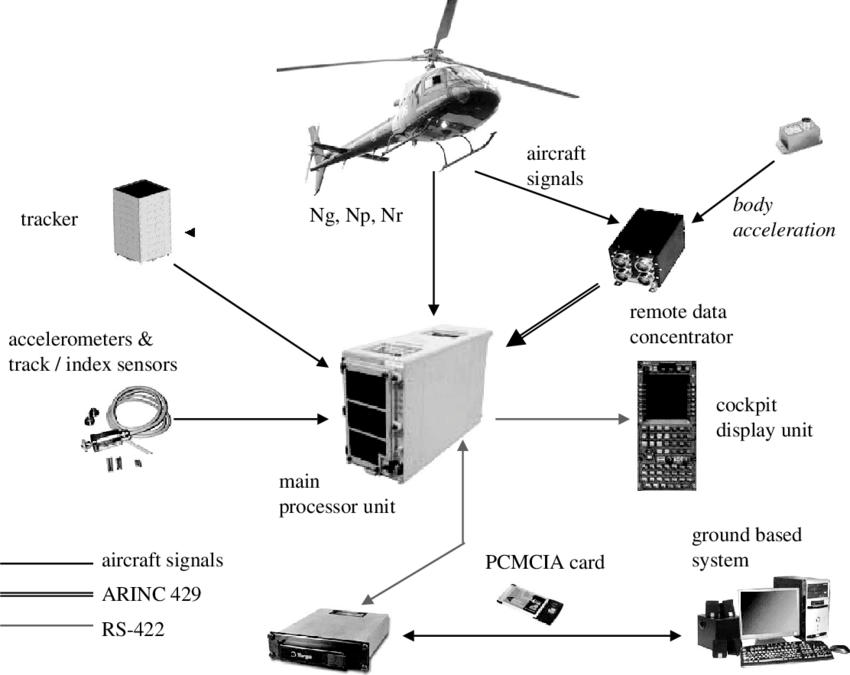 aircraft
signals
body
acceleration
tracker
Ng, Np, Nr
remote data
concentrator
accelerometers &
track / index sensors
cockpit
display unit
main
processor unit
aircraft signals
ARINC 429
RS-422
PCMCIA card
ground based
system